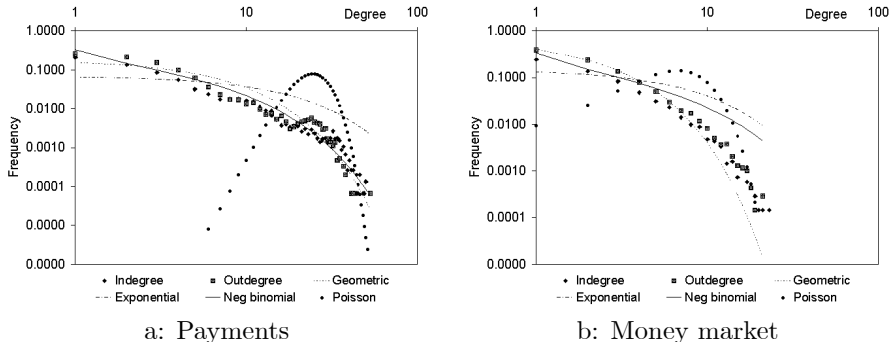 Degree
1 10 100
1.0000
0.1000
0.0100
0.0010
0.0001
0.0000
Frequency
Indegree Outdegree Geometric
Exponential Neg binomial Poisson
a: Payments
Degree
1 10 100
1.0000
0.1000
0.0100
0.0010
0.0001
0.0000
Frequency
Indegree Outdegree Geometric
Exponential Neg binomial Poisson
b: Money market